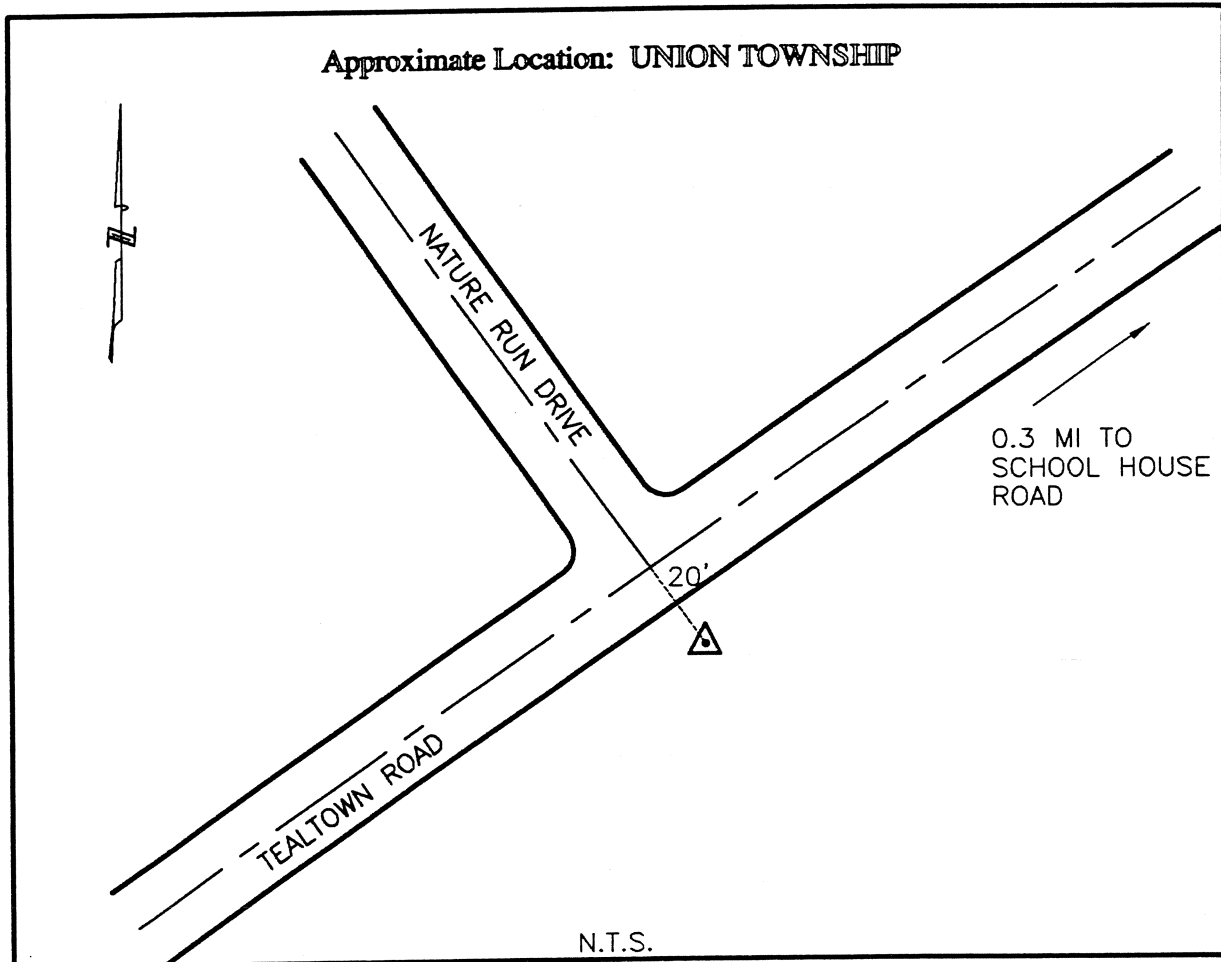 Approximate Location: UNION TOWNSHIP
N
NATURE RUN DRIVE
0.3 MI TO
SCHOOL HOUSE
ROAD
20'
TEALTOWN ROAD
N.T.S.